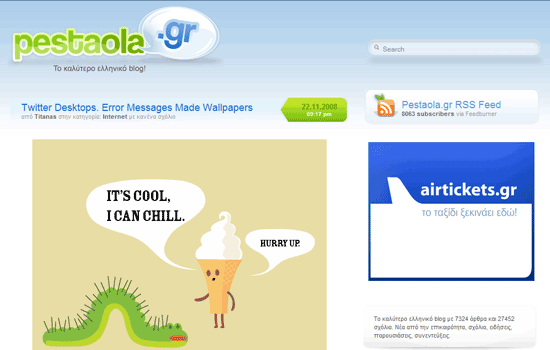 pestaola .gr
Το καλύτερο ελληνικό blog!
Search
Twitter Desktops. Error Messages Made Wallpapers
από Titanas στην κατηγορία: Internet με κανένα σχόλιο
22.11.2008
09:17 pm
Pestaola.gr RSS Feed
8063 subscribers via Feedburner
IT'S COOL,
I CAN CHILL.
HURRY UP.
airtickets.gr
το ταξίδι ξεκινάει εδώ!
Το καλύτερο ελληνικό blog με 7324 άρθρα και 27452
σχόλια. Νέα από την επικαιρότητα, σχόλια, ειδήσεις,
παρουσιάσεις, συνεντεύξεις.